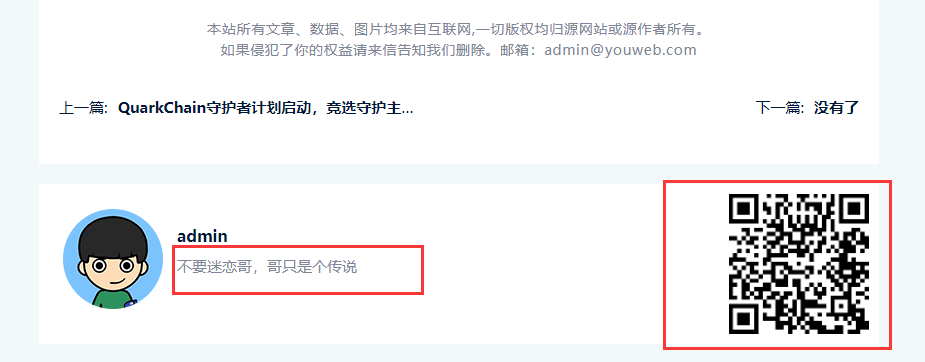 本站所有文章、数据、图片均来自互联网,一切版权均归源网站或源作者所有。
如果侵犯了你的权益请来信告知我们删除。邮箱：admin@youweb.com
上一篇：QuarkChain守护者计划启动，竞选守护主...
下一篇：没有了
admin
不要迷恋哥，哥只是个传说